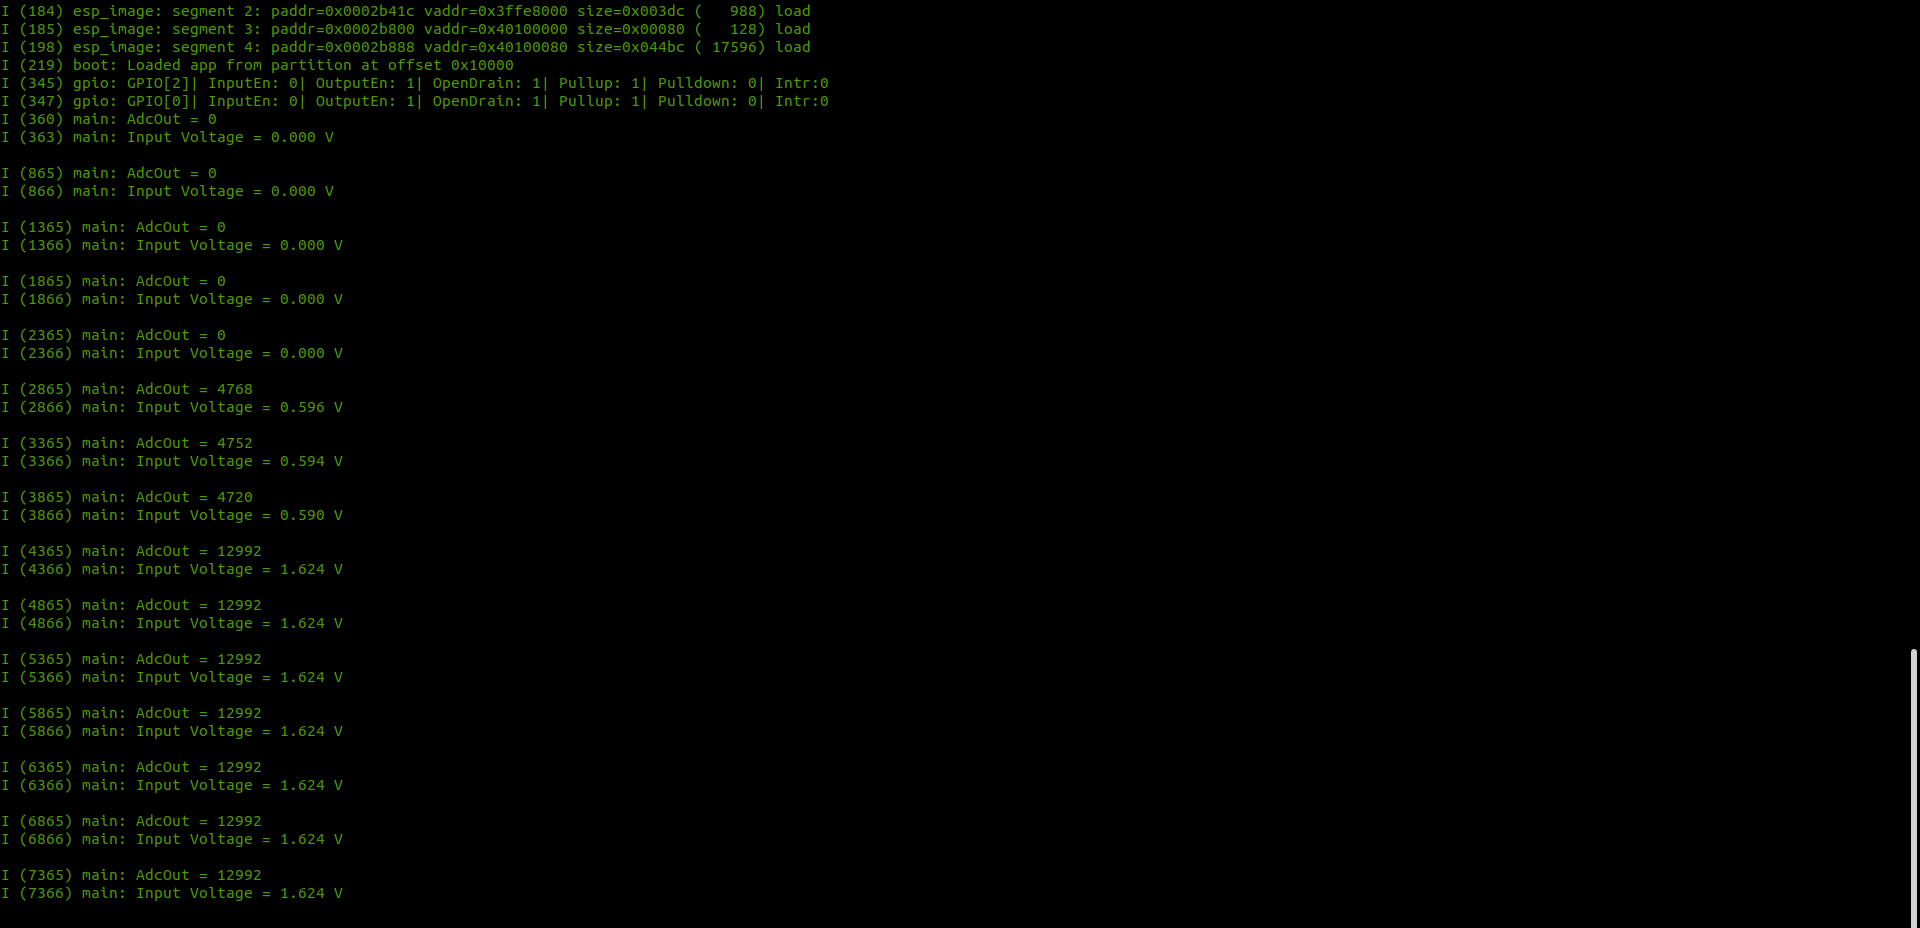 I (184) esp_image: segment 2: paddr=0x0002b41c vaddr=0x3ffe8000 size=0x003dc (   988) load
I (185) esp_image: segment 3: paddr=0x0002b800 vaddr=0x40100000 size=0x00080 (   128) load
I (198) esp_image: segment 4: paddr=0x0002b888 vaddr=0x40100080 size=0x044bc ( 17596) load
I (219) boot: Loaded app from partition at offset 0x10000
I (345) gpio: GPIO[2]| InputEn: 0| OutputEn: 1| OpenDrain: 1| Pullup: 1| Pulldown: 0| Intr:0
I (347) gpio: GPIO[0]| InputEn: 0| OutputEn: 1| OpenDrain: 1| Pullup: 1| Pulldown: 0| Intr:0
I (360) main: AdcOut = 0
I (363) main: Input Voltage = 0.000 V
I (865) main: AdcOut = 0
I (866) main: Input Voltage = 0.000 V
I (1365) main: AdcOut = 0
I (1366) main: Input Voltage = 0.000 V
I (1865) main: AdcOut = 0
I (1866) main: Input Voltage = 0.000 V
I (2365) main: AdcOut = 0
I (2366) main: Input Voltage = 0.000 V
I (2865) main: AdcOut = 4768
I (2866) main: Input Voltage = 0.596 V
I (3365) main: AdcOut = 4752
I (3366) main: Input Voltage = 0.594 V
I (3865) main: AdcOut = 4720
I (3866) main: Input Voltage = 0.590 V
I (4365) main: AdcOut = 12992
I (4366) main: Input Voltage = 1.624 V
I (4865) main: AdcOut = 12992
I (4866) main: Input Voltage = 1.624 V
I (5365) main: AdcOut = 12992
I (5366) main: Input Voltage = 1.624 V
I (5865) main: AdcOut = 12992
I (5866) main: Input Voltage = 1.624 V
I (6365) main: AdcOut = 12992
I (6366) main: Input Voltage = 1.624 V
I (6865) main: AdcOut = 12992
I (6866) main: Input Voltage = 1.624 V
I (7365) main: AdcOut = 12992
I (7366) main: Input Voltage = 1.624 V